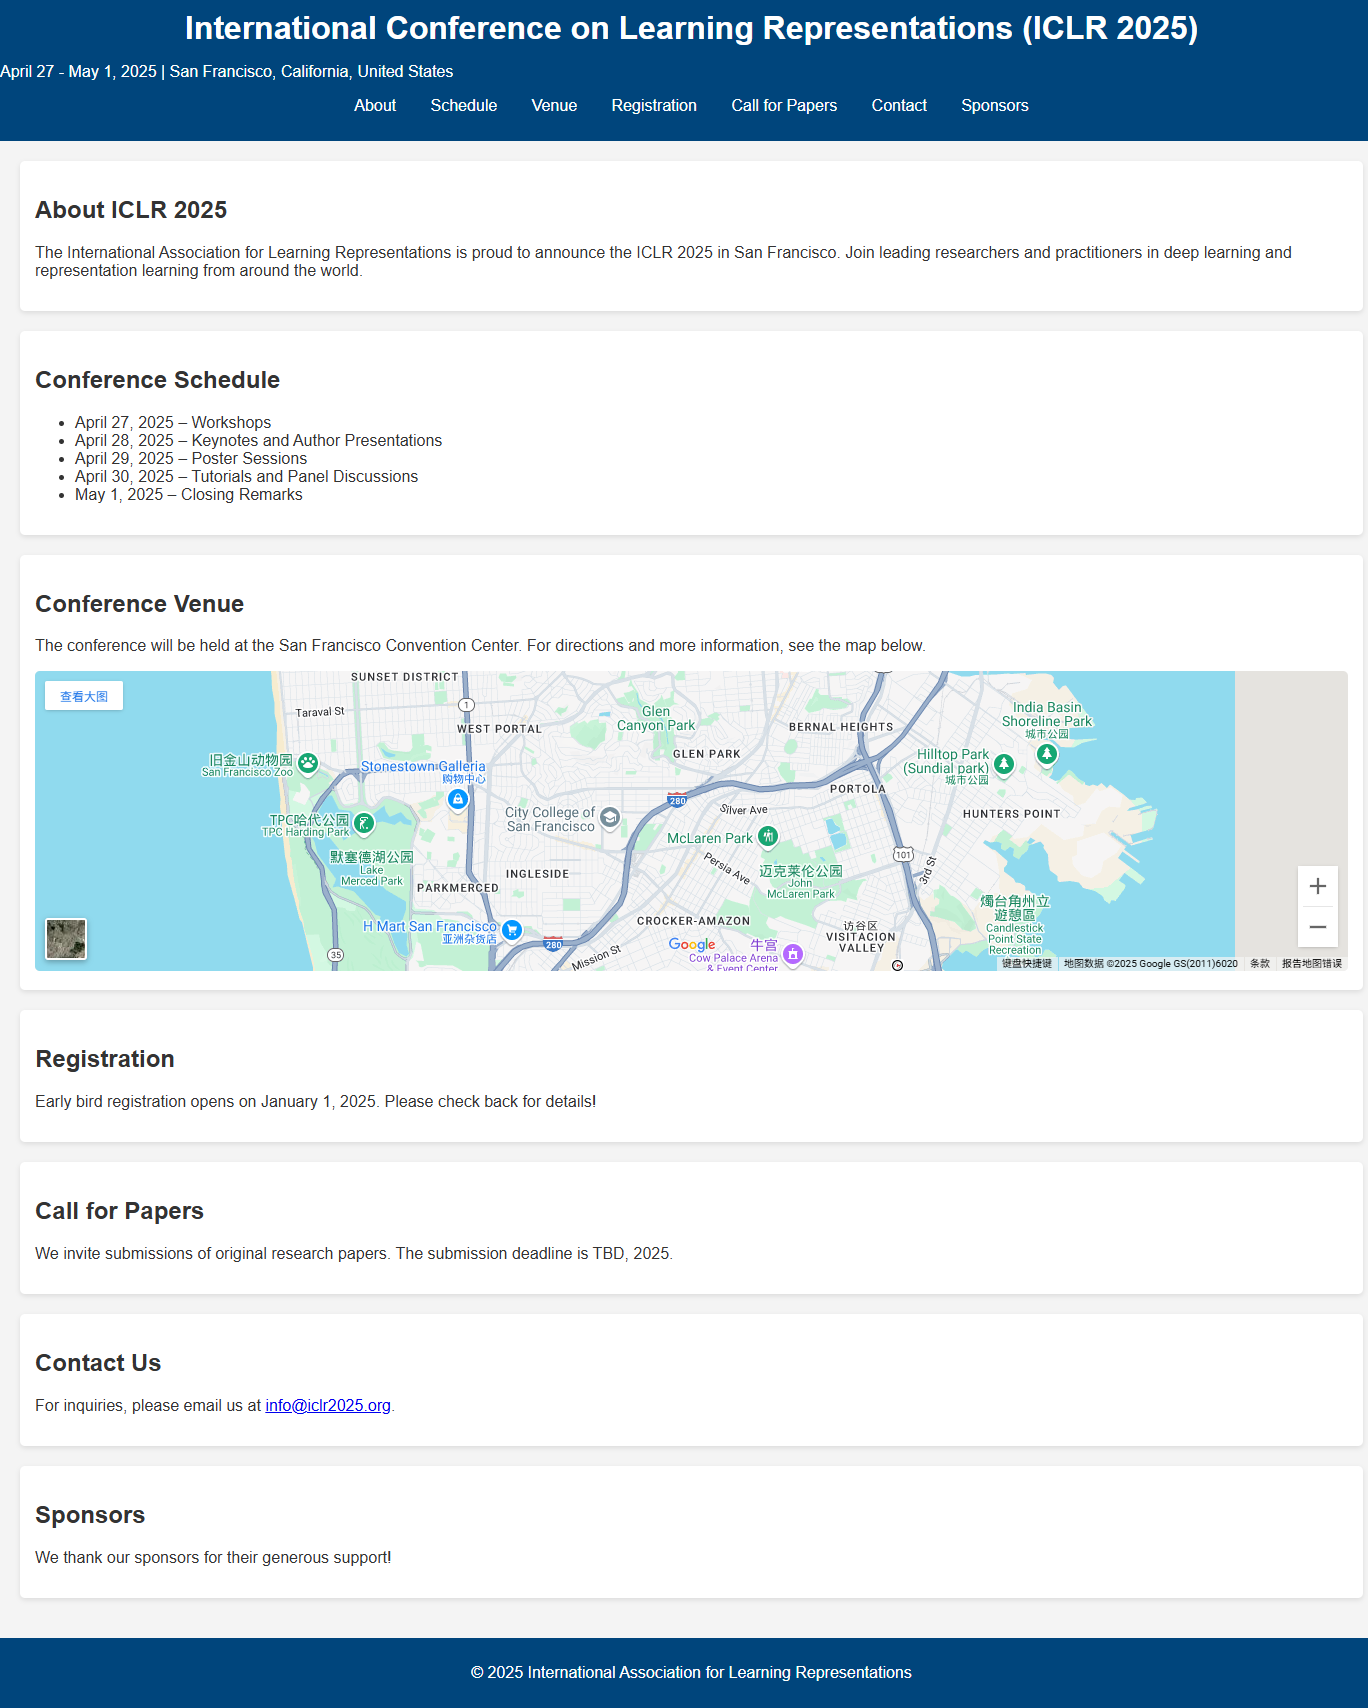 International Conference on Learning Representations (ICLR 2025)
April 27 - May 1, 2025 | San Francisco, California, United States
About Schedule Venue Registration Call for Papers Contact Sponsors
About ICLR 2025
The International Association for Learning Representations is proud to announce the ICLR 2025 in San Francisco. Join leading researchers and practitioners in deep learning and
representation learning from around the world.
Conference Schedule
• April 27, 2025 – Workshops
• April 28, 2025 – Keynotes and Author Presentations
• April 29, 2025 – Poster Sessions
• April 30, 2025 – Tutorials and Panel Discussions
• May 1, 2025 – Closing Remarks
Conference Venue
The conference will be held at the San Francisco Convention Center. For directions and more information, see the map below.
查看大图
SUNSET DISTRICT
Taraval St
1
WEST PORTAL
Glen
Canyon Park
BERNAL HEIGHTS
India Basin
Shoreline Park
城市公园
旧金山动物园
San Francisco Zoo
Stonestown Galleria
购物中心
GLEN PARK
Hilltop Park
(Sundial park)
城市公园
280
Silver Ave
PORTOLA
HUNTERS POINT
City College of
San Francisco
TPC哈代公园
TPC Harding Park
McLaren Park
默塞德湖公园
Lake
Merced Park
Persia Ave
101
3rd St
迈克莱伦公园
John
McLaren Park
INGLESIDE
PARKMERCED
CROCKER-AMAZON
访谷区
VISITACION
VALLEY
燭台角州立
遊憩區
Candlestick
Point State
Recreation
H Mart San Francisco
亚洲杂货店
280
Mission St
35
Google
牛宫
Cow Palace Arena
& Event Center
键盘快捷键 地图数据 ©2025 Google GS(2011)6020 条款 报告地图错误
Registration
Early bird registration opens on January 1, 2025. Please check back for details!
Call for Papers
We invite submissions of original research papers. The submission deadline is TBD, 2025.
Contact Us
For inquiries, please email us at info@iclr2025.org.
Sponsors
We thank our sponsors for their generous support!
© 2025 International Association for Learning Representations